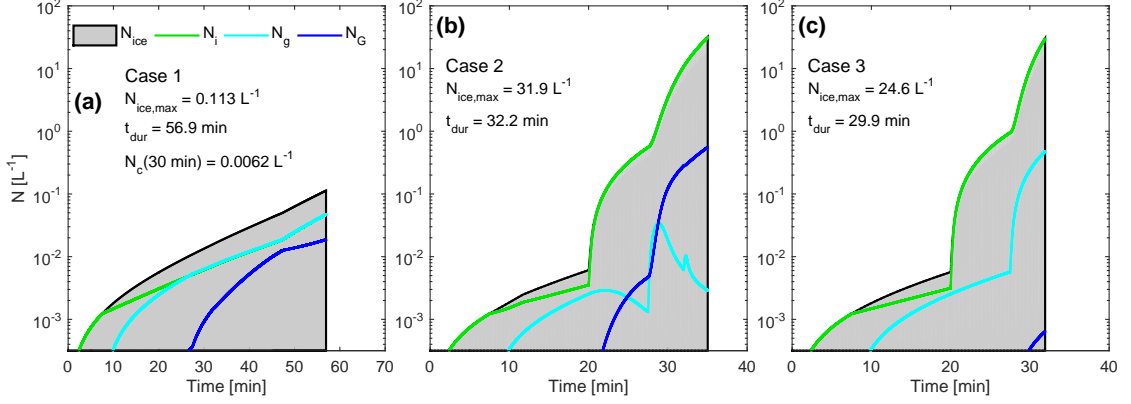 (a)
N_ice N_i N_g N_G
Case 1
N_ice,max = 0.113 L^-1
t_dur = 56.9 min
N_c(30 min) = 0.0062 L^-1
N [L^-1]
10^2
10^1
10^0
10^-1
10^-2
10^-3
0 10 20 30 40 50 60 70
Time [min]
(b)
Case 2
N_ice,max = 31.9 L^-1
t_dur = 32.2 min
10^2
10^1
10^0
10^-1
10^-2
10^-3
0 10 20 30 40
Time [min]
(c)
Case 3
N_ice,max = 24.6 L^-1
t_dur = 29.9 min
10^2
10^1
10^0
10^-1
10^-2
10^-3
0 10 20 30 40
Time [min]